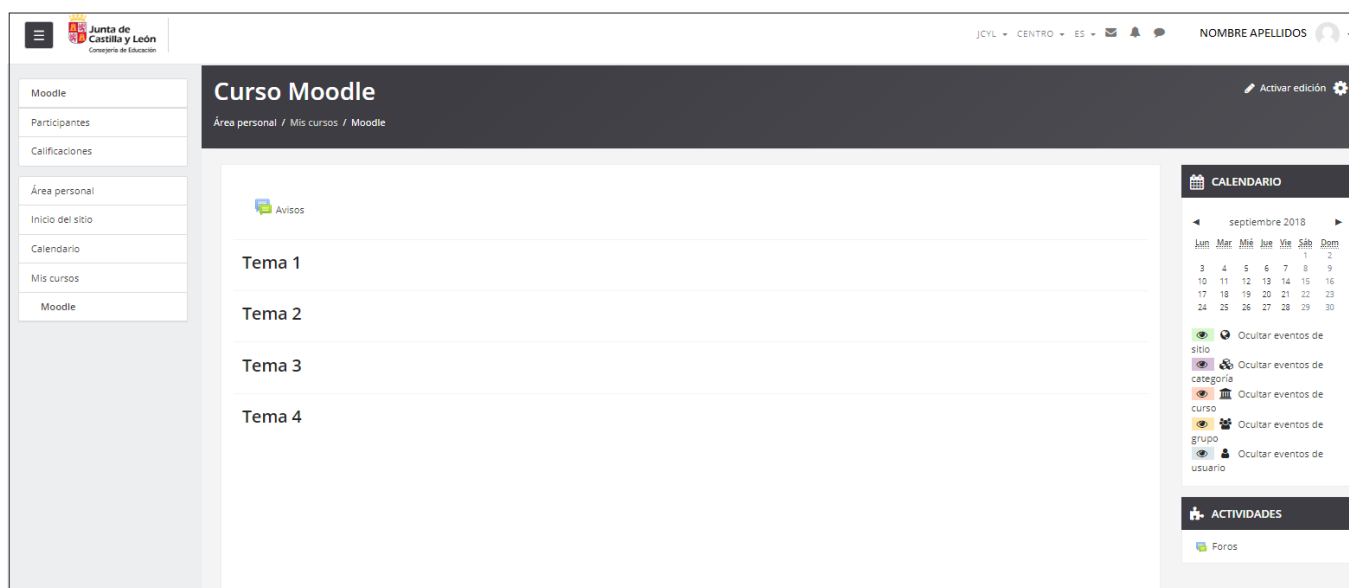 Junta de
Castilla y León
Consejería de Educación
JCYL CENTRO ES NOMBRE APELLIDOS
Moodle
Participantes
Calificaciones
Área personal
Inicio del sitio
Calendario
Mis cursos
Moodle
Curso Moodle
Área personal / Mis cursos / Moodle
Activar edición
Avisos
Tema 1
Tema 2
Tema 3
Tema 4
CALENDARIO
◄ septiembre 2018 ►
Lun Mar Mié Jue Vie Sáb Dom
1 2
3 4 5 6 7 8 9
10 11 12 13 14 15 16
17 18 19 20 21 22 23
24 25 26 27 28 29 30
Ocultar eventos de
sitio
Ocultar eventos de
categoría
Ocultar eventos de
curso
Ocultar eventos de
grupo
Ocultar eventos de
usuario
ACTIVIDADES
Foros